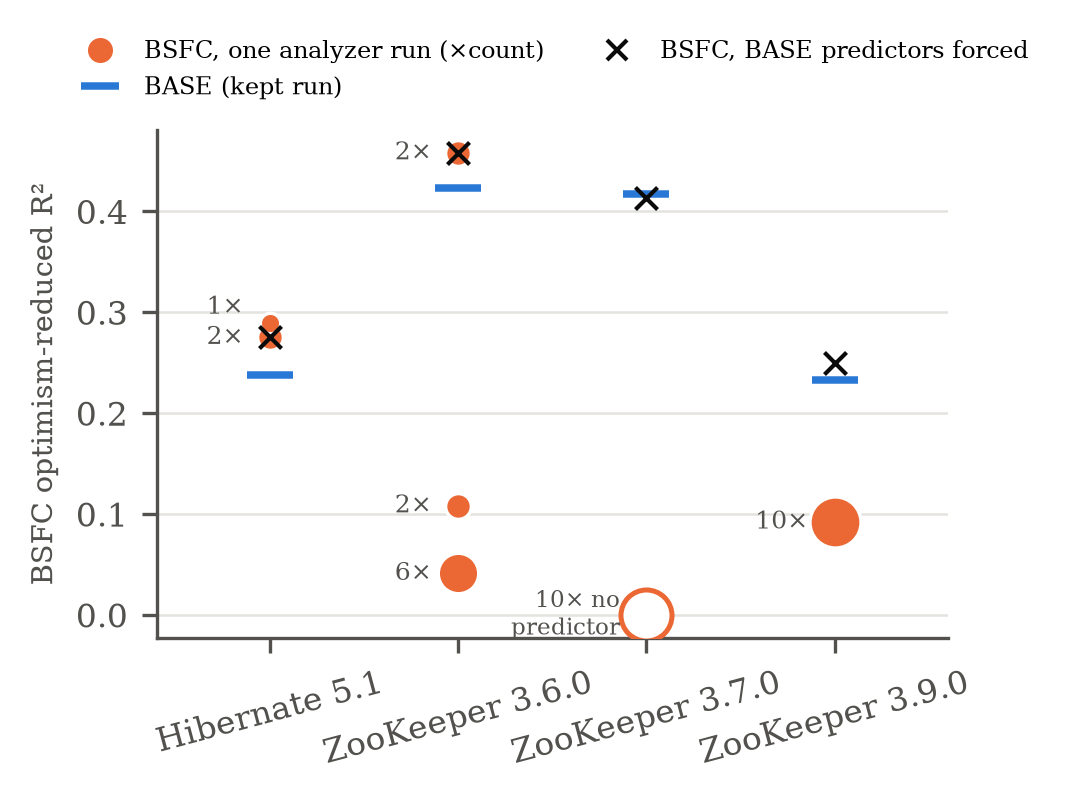 BSFC, one analyzer run (×count)
BSFC, BASE predictors forced
BASE (kept run)
BSFC optimism-reduced R²
0.4
0.3
0.2
0.1
0.0
1×
2×
2×
2×
6×
10× no
predictor
10×
Hibernate 5.1
ZooKeeper 3.6.0
ZooKeeper 3.7.0
ZooKeeper 3.9.0